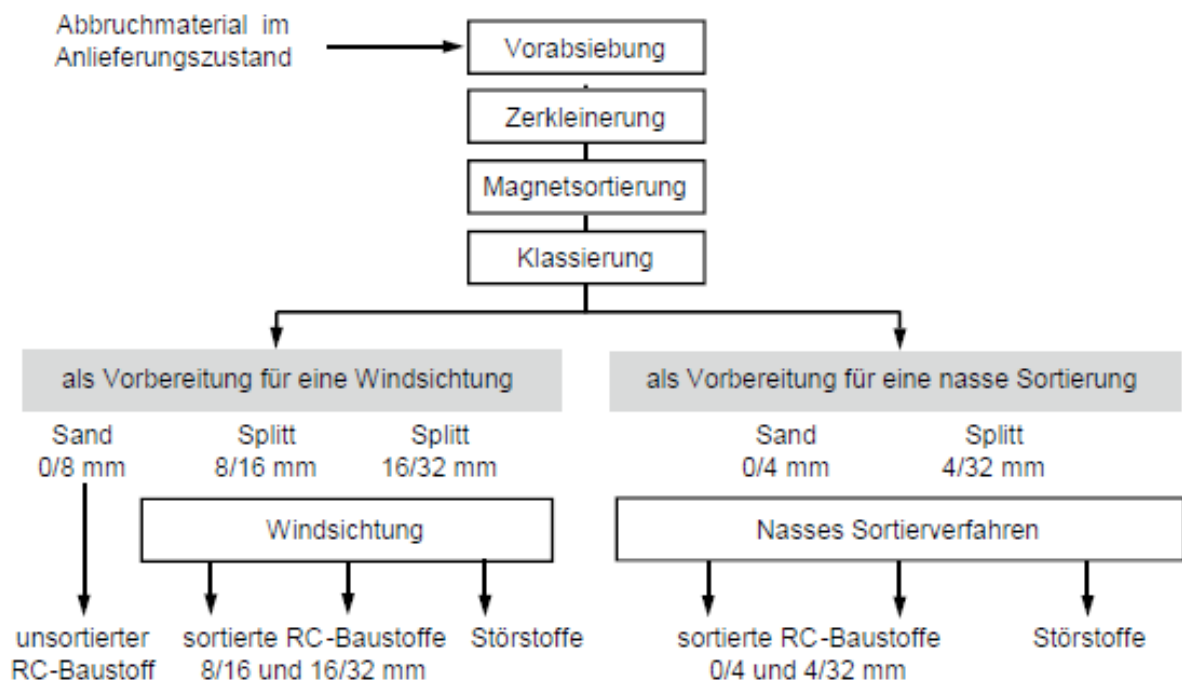 Abbruchmaterial im
Anlieferungszustand
Vorabsiebung
Zerkleinerung
Magnetsortierung
Klassierung
als Vorbereitung für eine Windsichtung
als Vorbereitung für eine nasse Sortierung
Sand
0/8 mm
Splitt
8/16 mm
Splitt
16/32 mm
Sand
0/4 mm
Splitt
4/32 mm
Windsichtung
Nasses Sortierverfahren
unsortierter
RC-Baustoff
sortierte RC-Baustoffe
8/16 und 16/32 mm
Störstoffe
sortierte RC-Baustoffe
0/4 und 4/32 mm
Störstoffe